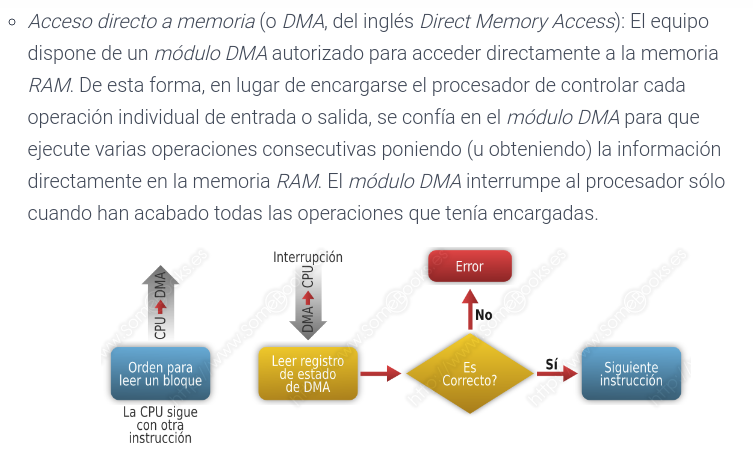 Acceso directo a memoria (o DMA, del inglés Direct Memory Access): El equipo
dispone de un módulo DMA autorizado para acceder directamente a la memoria
RAM. De esta forma, en lugar de encargarse el procesador de controlar cada
operación individual de entrada o salida, se confía en el módulo DMA para que
ejecute varias operaciones consecutivas poniendo (u obteniendo) la información
directamente en la memoria RAM. El módulo DMA interrumpe al procesador sólo
cuando han acabado todas las operaciones que tenía encargadas.
CPU DMA
Orden para
leer un bloque
La CPU sigue
con otra
instrucción
Interrupción
DMA CPU
Leer registro
de estado
de DMA
Es
Correcto?
No
Error
Sí
Siguiente
instrucción